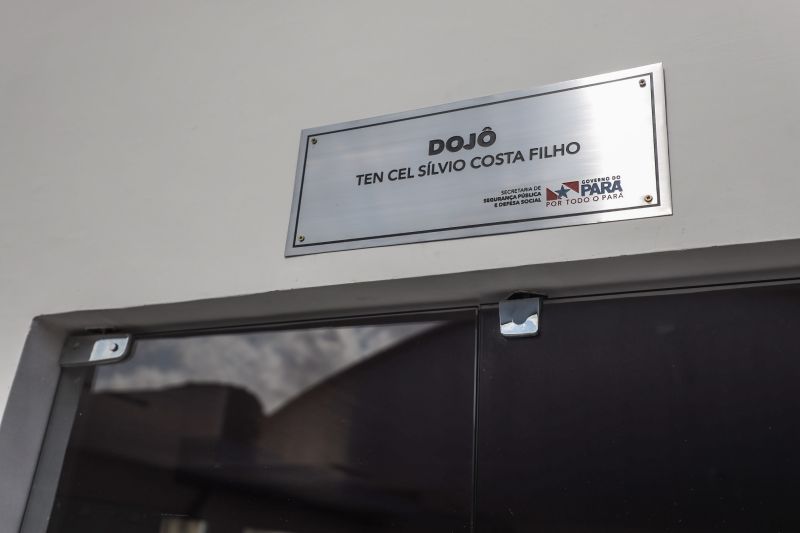 DOJÔ
TEN CEL SÍLVIO COSTA FILHO
SECRETARIA DE
SEGURANÇA PÚBLICA
E DEFESA SOCIAL
GOVERNO DO
PARÁ
POR TODO O PARÁ